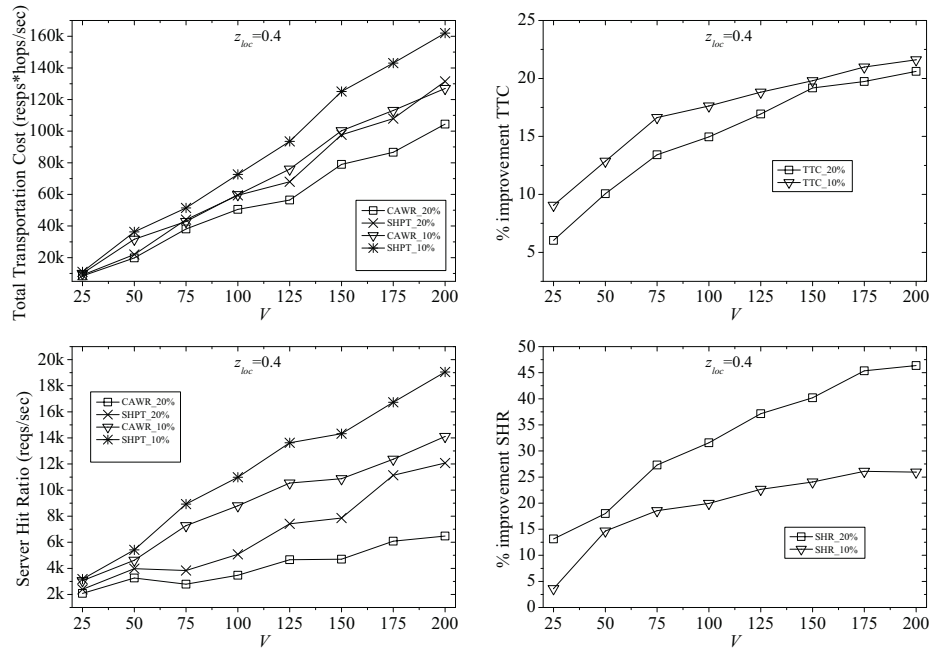 Total Transportation Cost (resps*hops/sec)
160k
140k
120k
100k
80k
60k
40k
20k
z_loc=0.4
CAWR_20%
SHPT_20%
CAWR_10%
SHPT_10%
25 50 75 100 125 150 175 200
V
% improvement TTC
25
20
15
10
5
z_loc=0.4
TTC_20%
TTC_10%
25 50 75 100 125 150 175 200
V
Server Hit Ratio (reqs/sec)
20k
18k
16k
14k
12k
10k
8k
6k
4k
2k
z_loc=0.4
CAWR_20%
SHPT_20%
CAWR_10%
SHPT_10%
25 50 75 100 125 150 175 200
V
% improvement SHR
50
45
40
35
30
25
20
15
10
5
0
z_loc=0.4
SHR_20%
SHR_10%
25 50 75 100 125 150 175 200
V